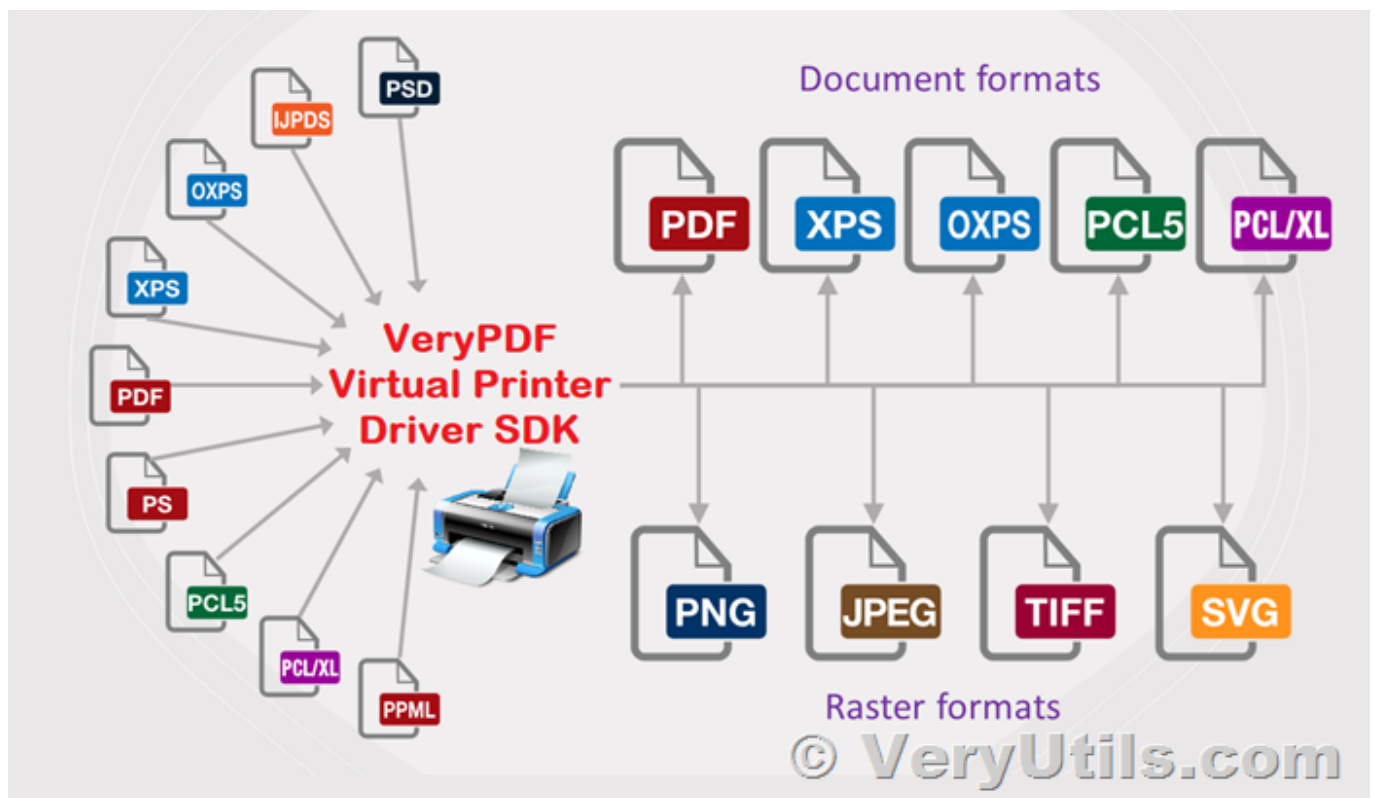 PSD
IJPDS
OXPS
XPS
PDF
PS
PCL5
PCL/XL
PPML
VeryPDF
Virtual Printer
Driver SDK
Document formats
PDF XPS OXPS PCL5 PCL/XL
PNG JPEG TIFF SVG
Raster formats
© VeryUtils.com